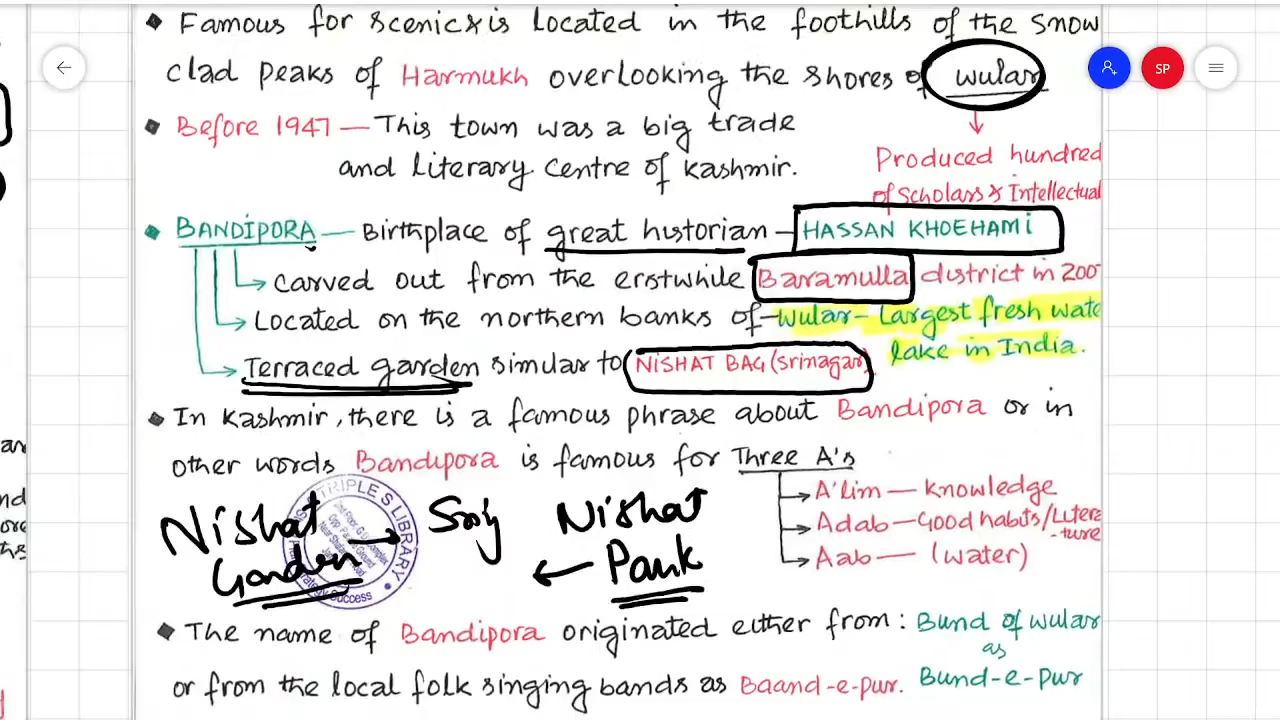 Famous for scenic & is located in the foothills of the snow
clad peaks of Harmukh overlooking the shores of wular
Before 1947 — This town was a big trade
and literary centre of kashmir.
Produced hundred
of scholars & Intellectual
BANDIPORA — Birthplace of great historian — HASSAN KHOEHAMI
carved out from the erstwhile Baramulla district in 200
Located on the northern banks of wular — Largest fresh wate
lake in India.
Terraced garden similar to NISHAT BAG (srinagar)
In kashmir, there is a famous phrase about Bandipora or in
other words Bandipora is famous for Three A's
A'lim — knowledge
Adab — Good habits/Litera
-ture
Aab — (water)
TRIPLE S LIBRARY
Success
Nishat
Garden
Nishat
Park
SP
The name of Bandipora originated either from: Bund of wular
as
or from the local folk singing bands as Baand-e-pur. Bund-e-pur